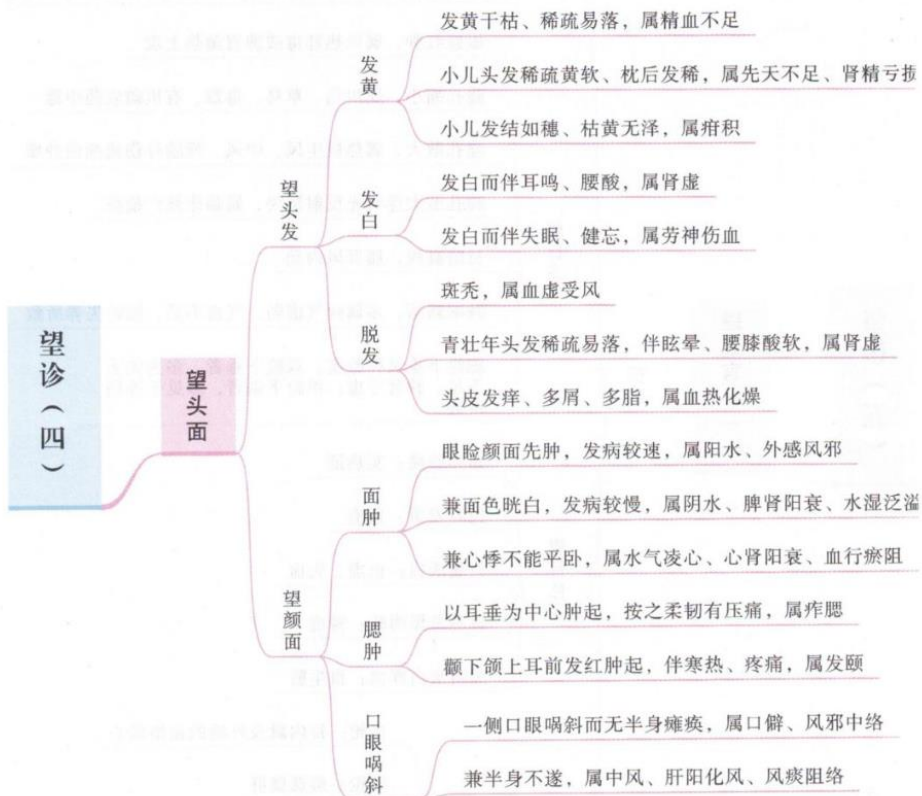 望诊（四）
望头面
望头发
发黄
发黄干枯、稀疏易落，属精血不足
小儿头发稀疏黄软、枕后发稀，属先天不足、肾精亏损
小儿发结如穗、枯黄无泽，属疳积
发白
发白而伴耳鸣、腰酸，属肾虚
发白而伴失眠、健忘，属劳神伤血
脱发
斑秃，属血虚受风
青壮年头发稀疏易落，伴眩晕、腰膝酸软，属肾虚
头皮发痒、多屑、多脂，属血热化燥
望颜面
面肿
眼睑颜面先肿，发病较速，属阳水、外感风邪
兼面色㿠白，发病较慢，属阴水、脾肾阳衰、水湿泛滥
兼心悸不能平卧，属水气凌心、心肾阳衰、血行瘀阻
腮肿
以耳垂为中心肿起，按之柔韧有压痛，属痄腮
颧下颌上耳前发红肿起，伴寒热、疼痛，属发颐
口眼㖞斜
一侧口眼㖞斜而无半身瘫痪，属口僻、风邪中络
兼半身不遂，属中风、肝阳化风、风痰阻络